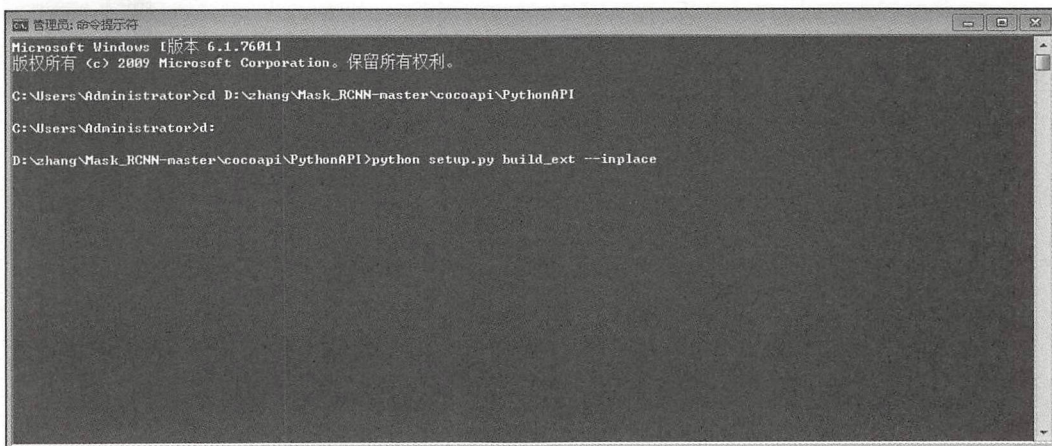 管理员: 命令提示符
Microsoft Windows [版本 6.1.7601]
版权所有 (c) 2009 Microsoft Corporation。保留所有权利。
C:\Users\Administrator>cd D:\zhang\Mask_RCNN-master\cocoapi\PythonAPI
C:\Users\Administrator>d:
D:\zhang\Mask_RCNN-master\cocoapi\PythonAPI>python setup.py build_ext --inplace